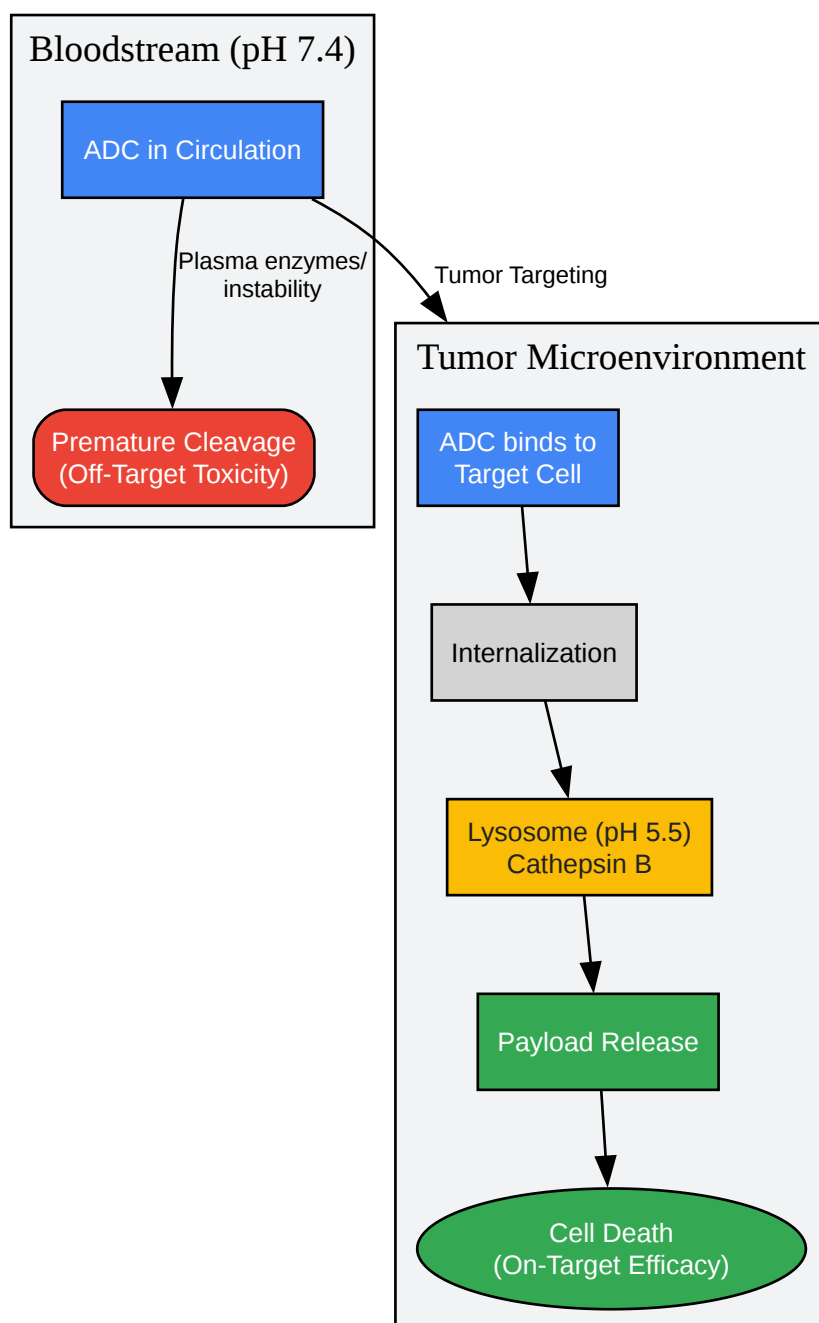 Bloodstream (pH 7.4)
ADC in Circulation
Plasma enzymes/
instability
Tumor Targeting
Premature Cleavage
(Off-Target Toxicity)
Tumor Microenvironment
ADC binds to
Target Cell
Internalization
Lysosome (pH 5.5)
Cathepsin B
Payload Release
Cell Death
(On-Target Efficacy)